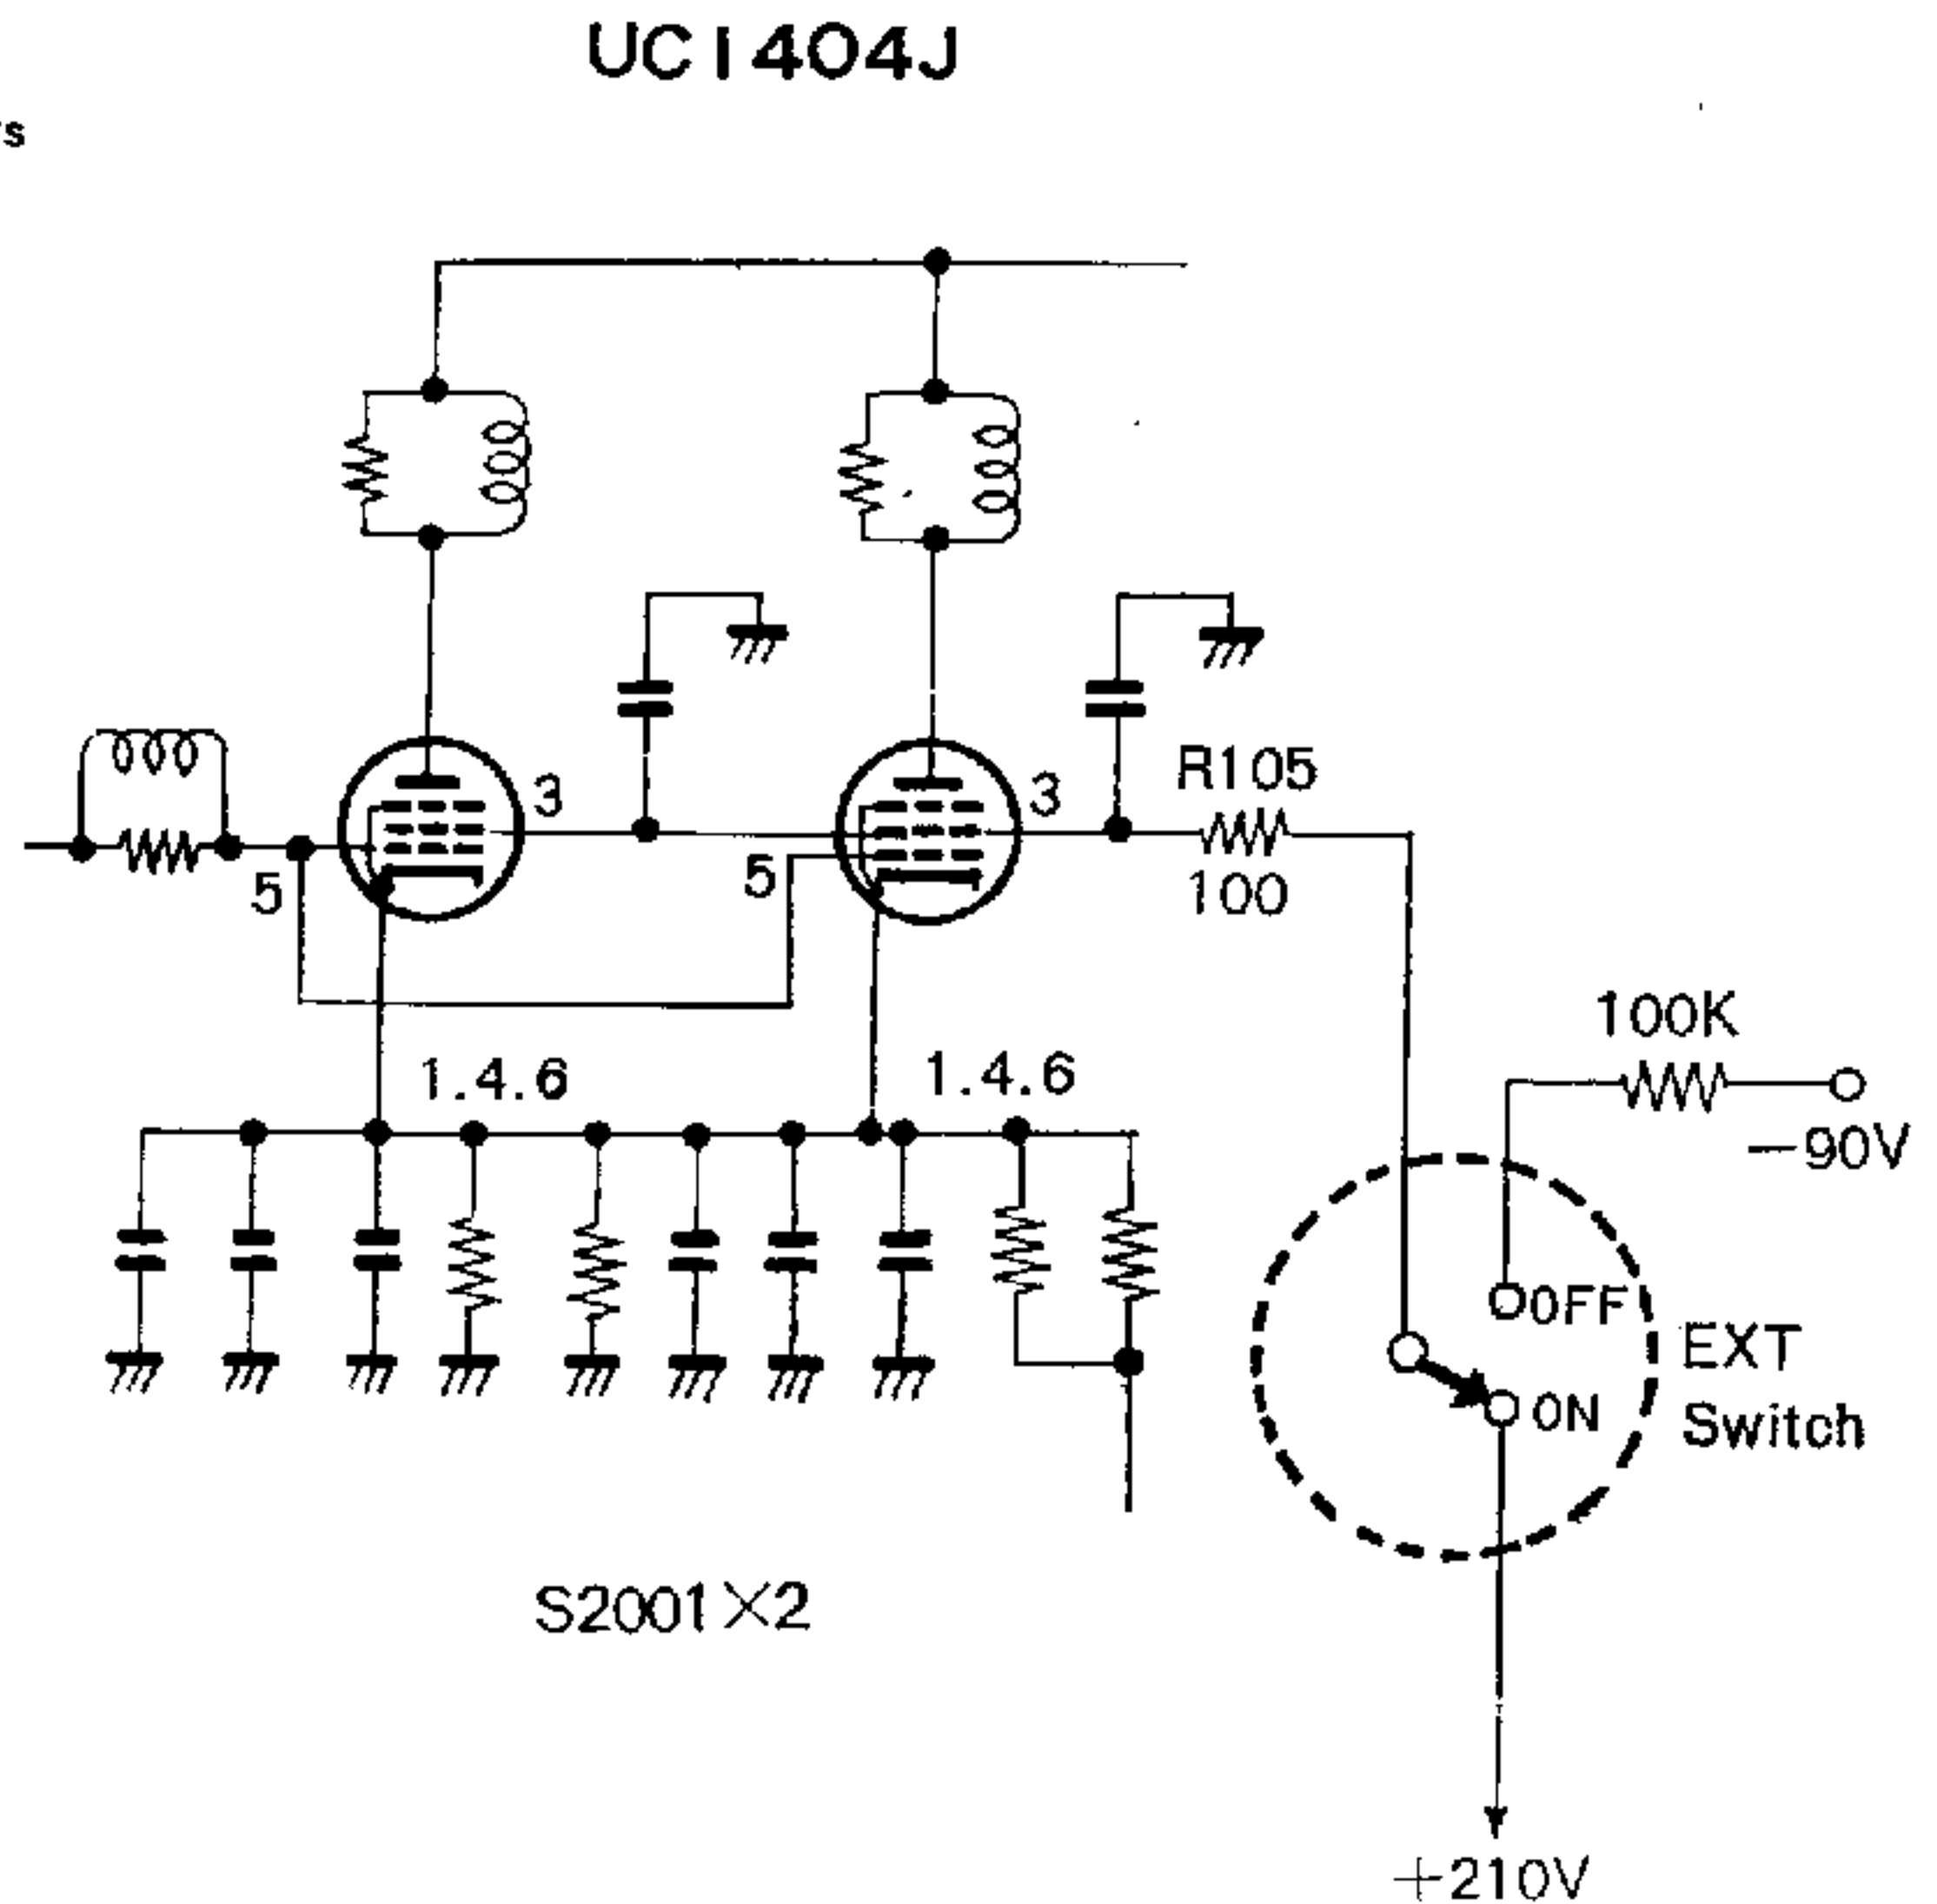 UC1404J
s
3
3
R105
5
5
100
100K
1.4.6
1.4.6
-90V
OFF
EXT
Switch
ON
S2001×2
+210V